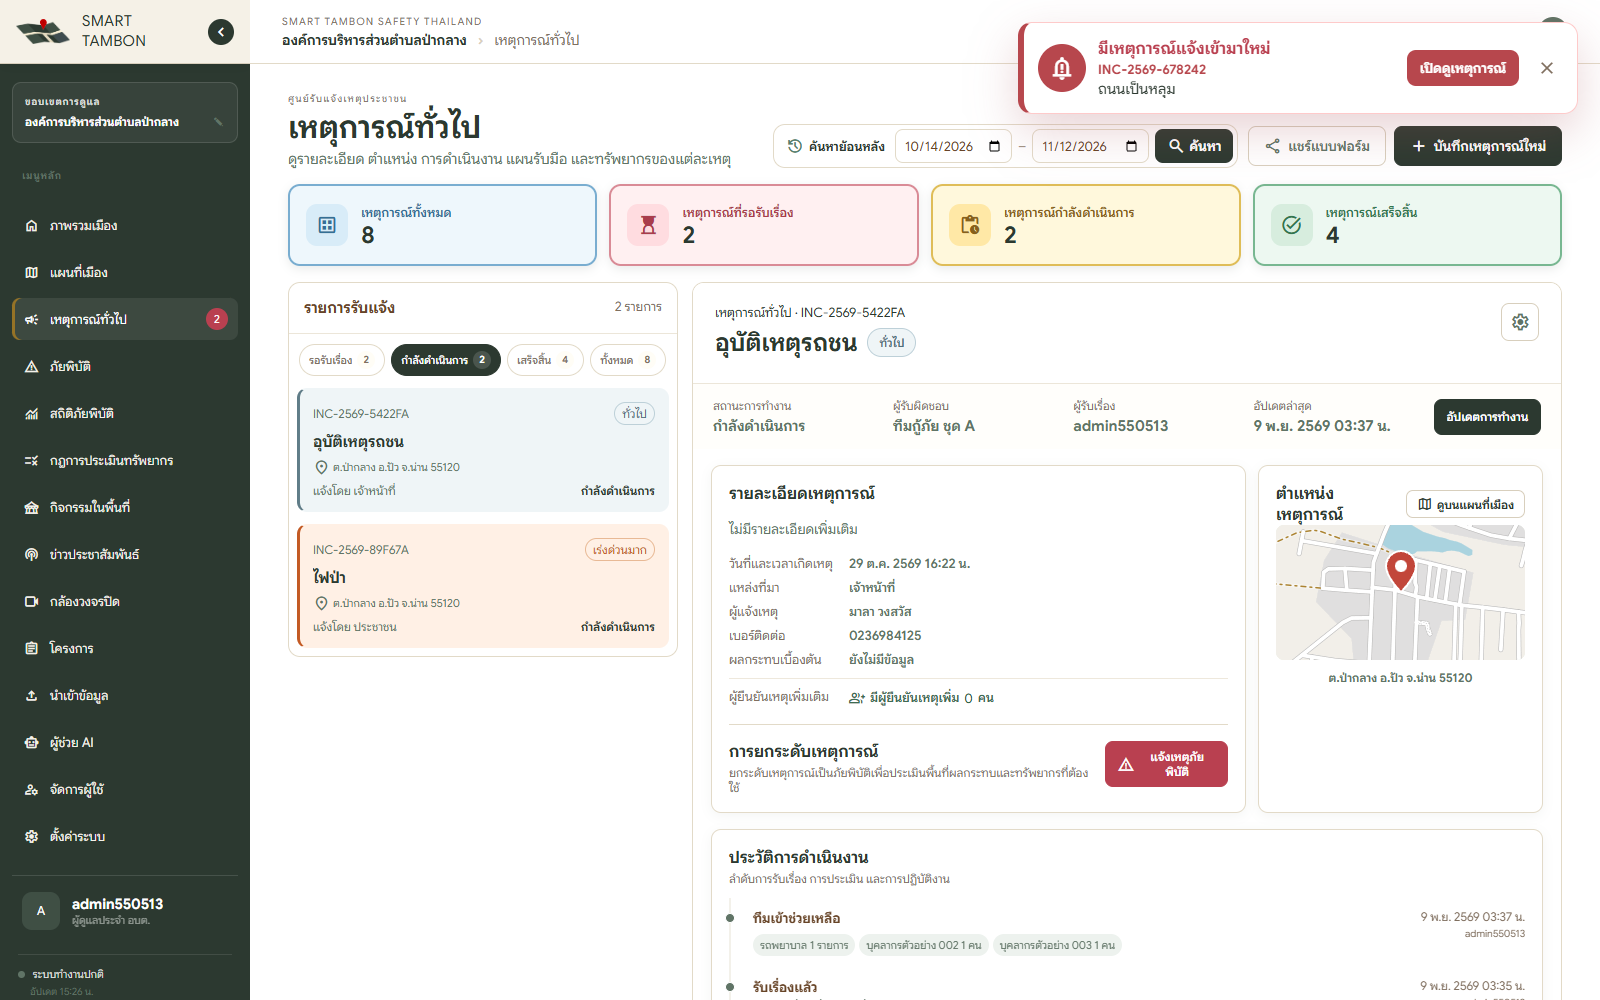 SMART
TAMBON
ขอบเขตการดูแล
องค์การบริหารส่วนตำบลป่ากลาง
เมนูหลัก
ภาพรวมเมือง
แผนที่เมือง
เหตุการณ์ทั่วไป 2
ภัยพิบัติ
สถิติภัยพิบัติ
กฎการประเมินทรัพยากร
กิจกรรมในพื้นที่
ข่าวประชาสัมพันธ์
กล้องวงจรปิด
โครงการ
นำเข้าข้อมูล
ผู้ช่วย AI
จัดการผู้ใช้
ตั้งค่าระบบ
A admin550513
ผู้ดูแลประจำ อบต.
ระบบทำงานปกติ
อัปเดต 15:26 น.
SMART TAMBON SAFETY THAILAND
องค์การบริหารส่วนตำบลป่ากลาง › เหตุการณ์ทั่วไป
มีเหตุการณ์แจ้งเข้ามาใหม่
INC-2569-678242
ถนนเป็นหลุม
เปิดดูเหตุการณ์
ศูนย์รับแจ้งเหตุประชาชน
เหตุการณ์ทั่วไป
ดูรายละเอียด ตำแหน่ง การดำเนินงาน แผนรับมือ และทรัพยากรของแต่ละเหตุ
ค้นหาย้อนหลัง 10/14/2026 – 11/12/2026 ค้นหา
แชร์แบบฟอร์ม
บันทึกเหตุการณ์ใหม่
เหตุการณ์ทั้งหมด
8
เหตุการณ์ที่รอรับเรื่อง
2
เหตุการณ์กำลังดำเนินการ
2
เหตุการณ์เสร็จสิ้น
4
รายการรับแจ้ง 2 รายการ
รอรับเรื่อง 2 กำลังดำเนินการ 2 เสร็จสิ้น 4 ทั้งหมด 8
INC-2569-5422FA ทั่วไป
อุบัติเหตุรถชน
ต.ป่ากลาง อ.ปัว จ.น่าน 55120
แจ้งโดย เจ้าหน้าที่ กำลังดำเนินการ
INC-2569-89F67A เร่งด่วนมาก
ไฟป่า
ต.ป่ากลาง อ.ปัว จ.น่าน 55120
แจ้งโดย ประชาชน กำลังดำเนินการ
เหตุการณ์ทั่วไป · INC-2569-5422FA
อุบัติเหตุรถชน ทั่วไป
สถานะการทำงาน ผู้รับผิดชอบ ผู้รับเรื่อง อัปเดตล่าสุด
กำลังดำเนินการ ทีมกู้ภัย ชุด A admin550513 9 พ.ย. 2569 03:37 น.
อัปเดตการทำงาน
รายละเอียดเหตุการณ์
ไม่มีรายละเอียดเพิ่มเติม
วันที่และเวลาเกิดเหตุ 29 ต.ค. 2569 16:22 น.
แหล่งที่มา เจ้าหน้าที่
ผู้แจ้งเหตุ มาลา วงสวัส
เบอร์ติดต่อ 0236984125
ผลกระทบเบื้องต้น ยังไม่มีข้อมูล
ผู้ยืนยันเหตุเพิ่มเติม มีผู้ยืนยันเหตุเพิ่ม 0 คน
การยกระดับเหตุการณ์
ยกระดับเหตุการณ์เป็นภัยพิบัติเพื่อประเมินพื้นที่ผลกระทบและทรัพยากรที่ต้อง
ใช้
แจ้งเหตุภัย
พิบัติ
ตำแหน่ง
เหตุการณ์
ดูบนแผนที่เมือง
ต.ป่ากลาง อ.ปัว จ.น่าน 55120
ประวัติการดำเนินงาน
ลำดับการรับเรื่อง การประเมิน และการปฏิบัติงาน
ทีมเข้าช่วยเหลือ 9 พ.ย. 2569 03:37 น.
admin550513
รถพยาบาล 1 รายการ บุคลากรตัวอย่าง 002 1 คน บุคลากรตัวอย่าง 003 1 คน
รับเรื่องแล้ว 9 พ.ย. 2569 03:35 น.